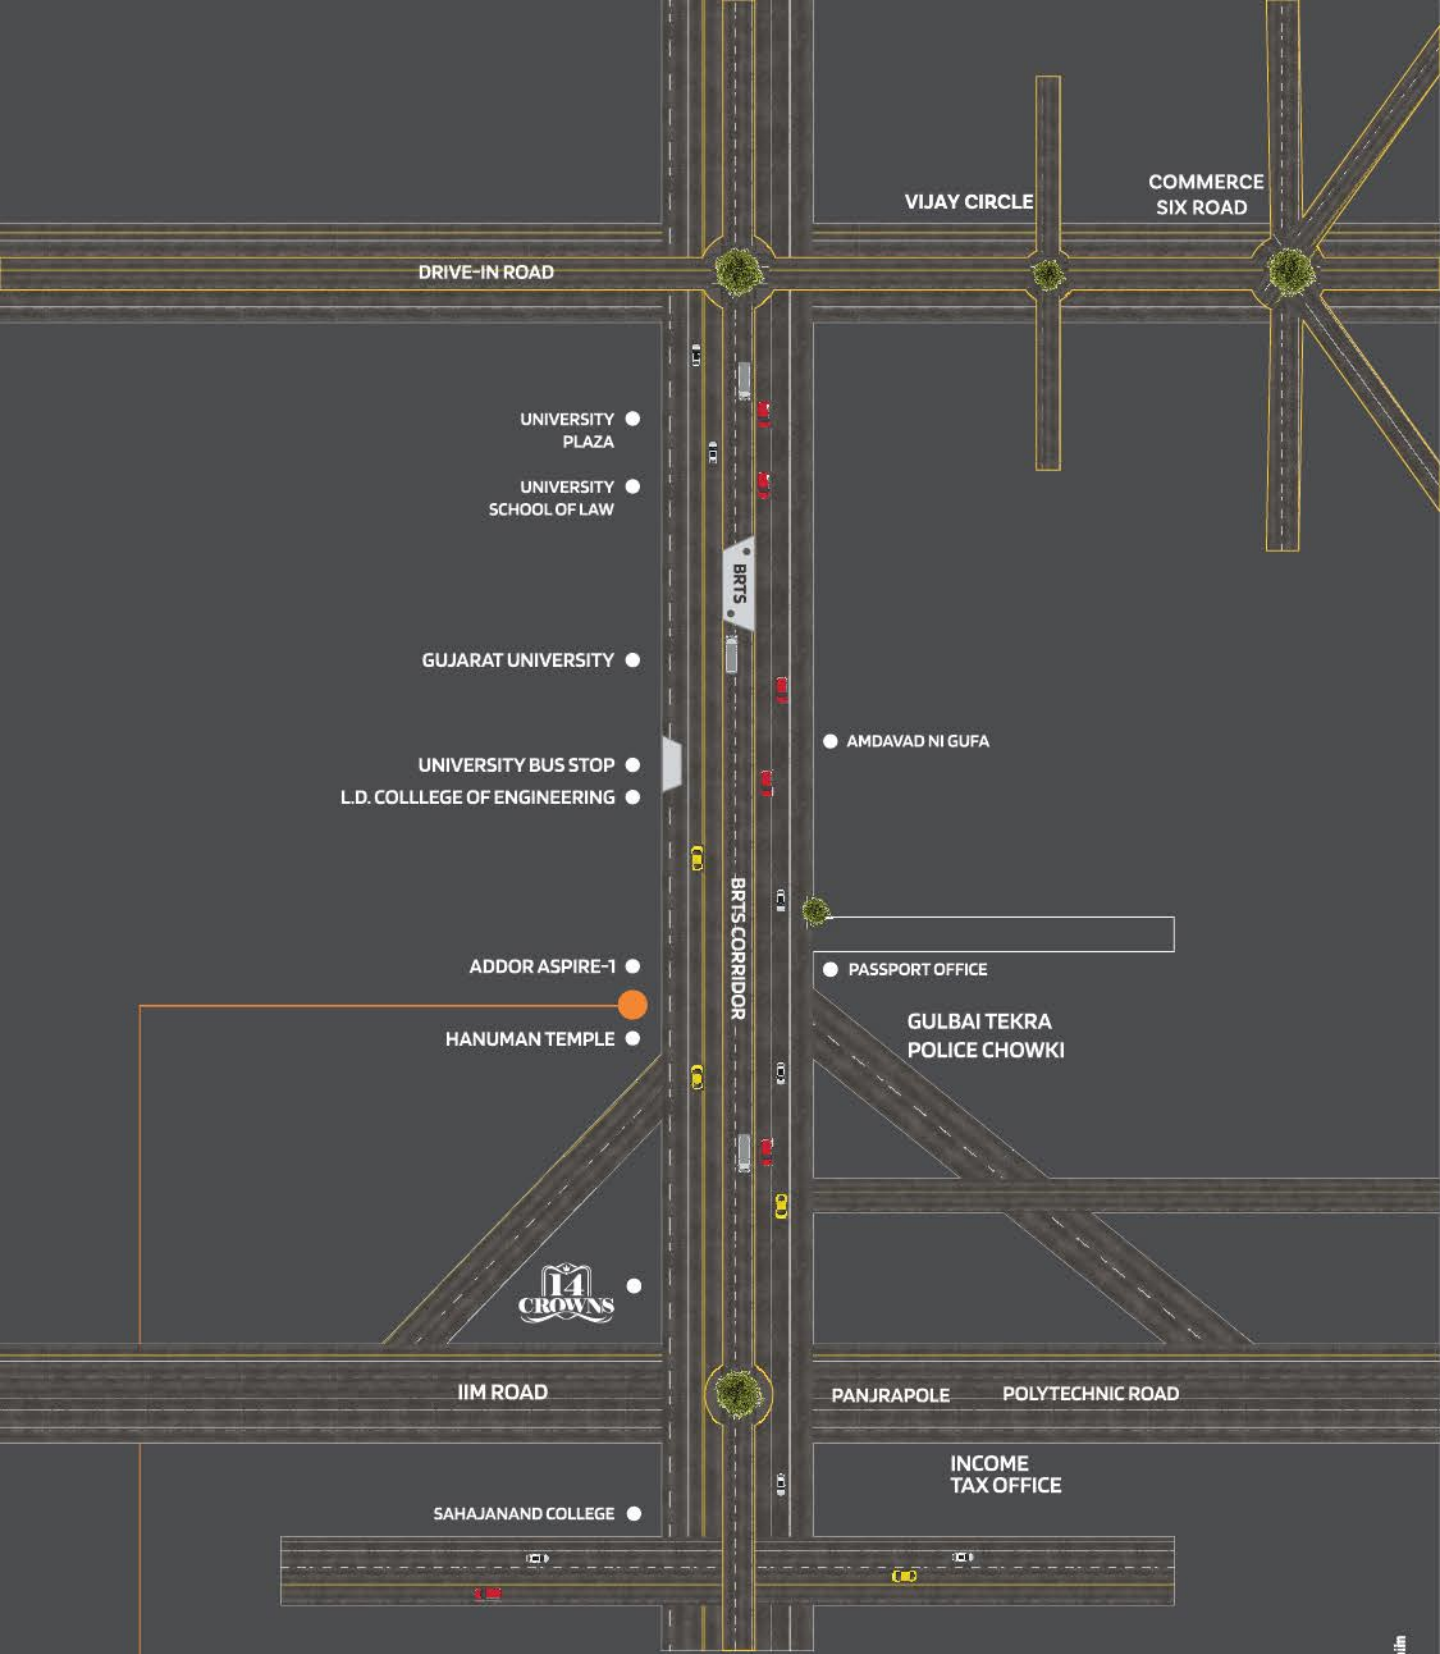 COMMERCE
SIX ROAD
VIJAY CIRCLE
DRIVE-IN ROAD
UNIVERSITY
PLAZA
UNIVERSITY
SCHOOL OF LAW
BRTS
GUJARAT UNIVERSITY
AMDAVAD NI GUFA
UNIVERSITY BUS STOP
L.D. COLLLEGE OF ENGINEERING
BRTS CORRIDOR
ADDOR ASPIRE-1
PASSPORT OFFICE
GULBAI TEKRA
POLICE CHOWKI
HANUMAN TEMPLE
14
CROWNS
IIM ROAD
PANJRAPOLE
POLYTECHNIC ROAD
INCOME
TAX OFFICE
SAHAJANAND COLLEGE